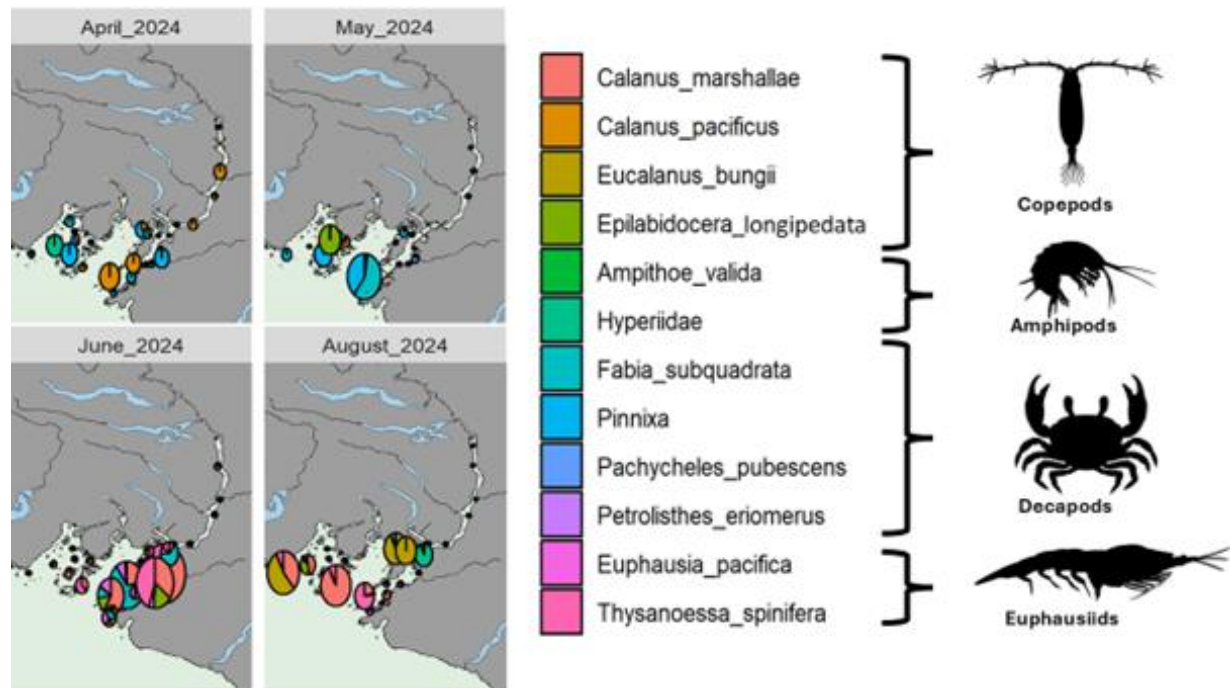 April_2024
May_2024
June_2024
August_2024
Calanus_marshallae
Calanus_pacificus
Eucalanus_bungii
Epilabidocera_longipedata
Ampithoe_valida
Hyperiidae
Fabia_subquadrata
Pinnixa
Pachycheles_pubescens
Petrolisthes_eriomerus
Euphausia_pacifica
Thysanoessa_spinifera
Copepods
Amphipods
Decapods
Euphausiids